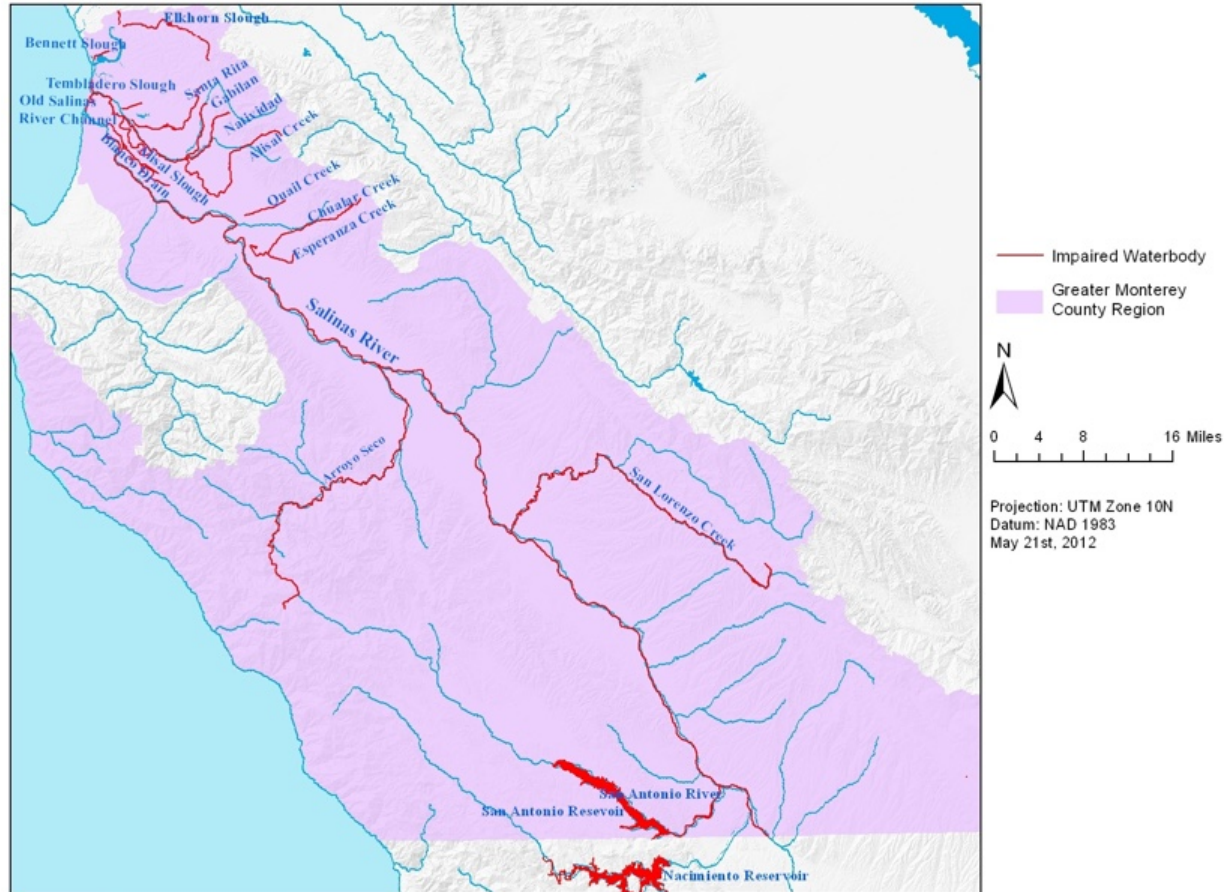 Elkhorn Slough
Bennett Slough
Tembladero Slough
Santa Rita
Gabilan
Old Salinas
River Channel
Natividad
Alisal Creek
Alisal Slough
Blanco Drain
Quail Creek
Chualar Creek
Esperanza Creek
Salinas River
Arroyo Seco
San Lorenzo Creek
San Antonio River
San Antonio Resevoir
Nacimiento Reservoir
Impaired Waterbody
Greater Monterey
County Region
N
0 4 8 16 Miles
Projection: UTM Zone 10N
Datum: NAD 1983
May 21st, 2012